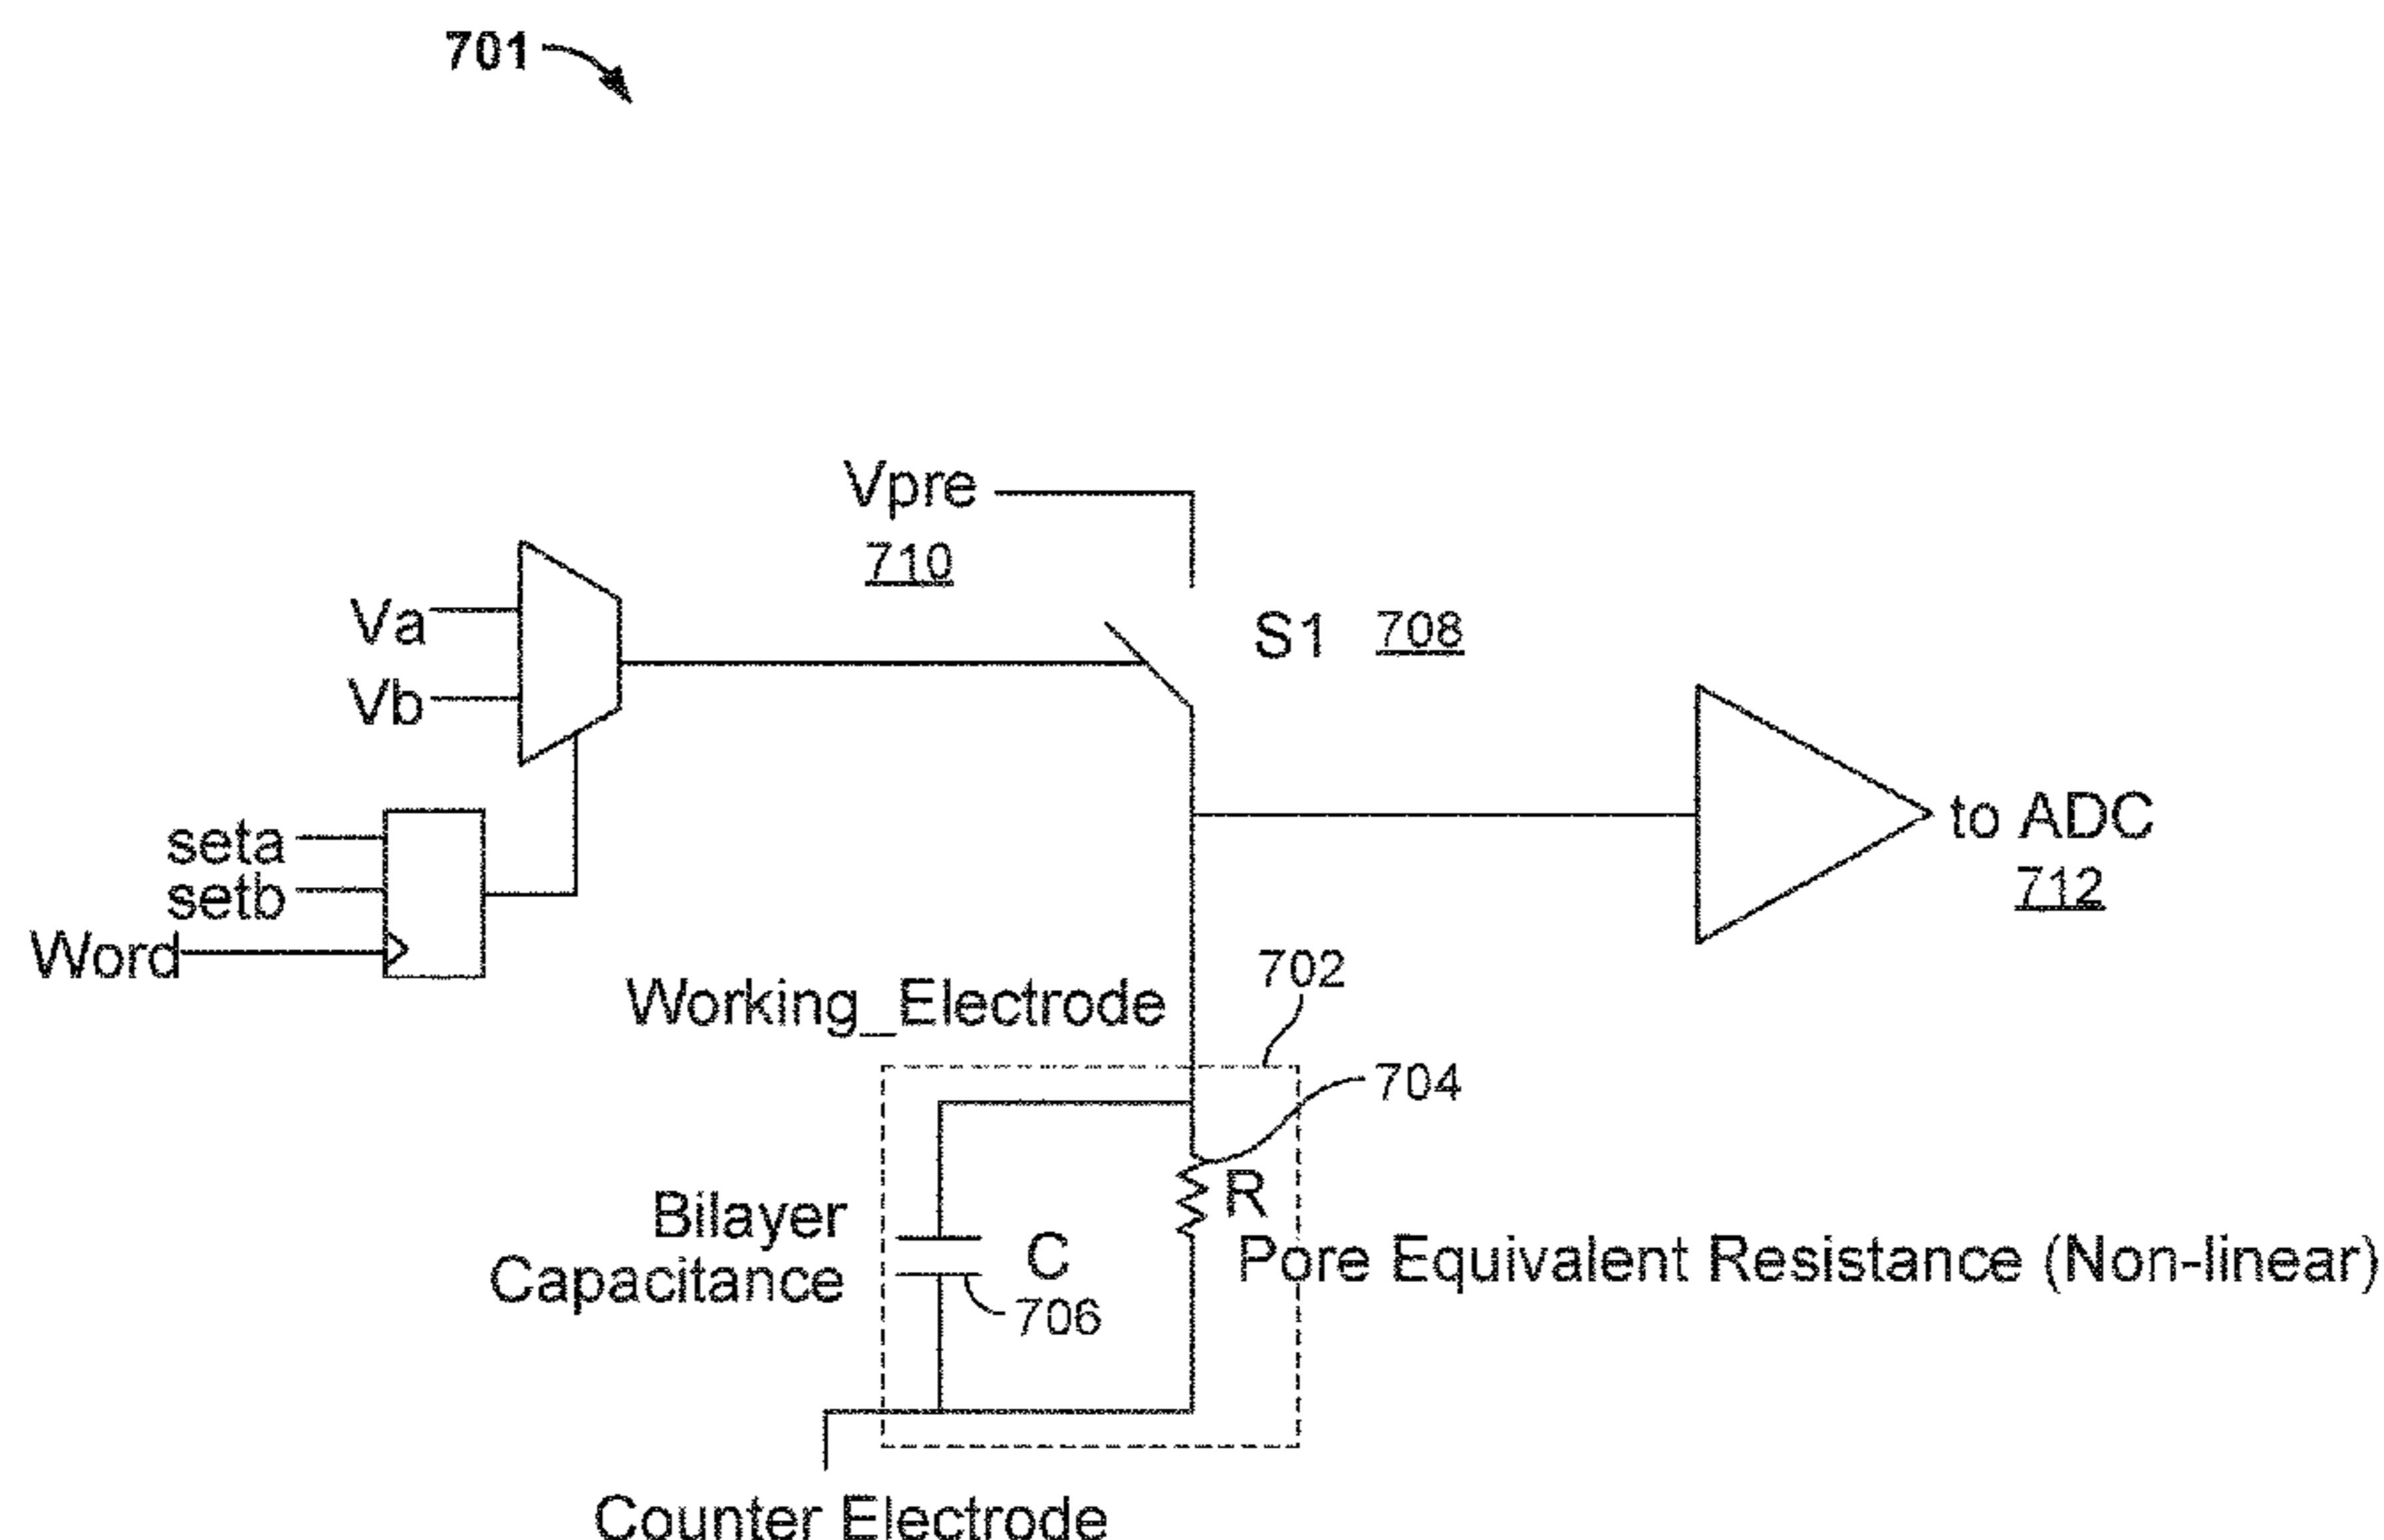 701
Vpre
710
Va
S1 708
Vb
to ADC
712
seta
setb
Word
Working_Electrode
702
704
R
Bilayer
Capacitance
C
Pore Equivalent Resistance (Non-linear)
706
Counter Electrode